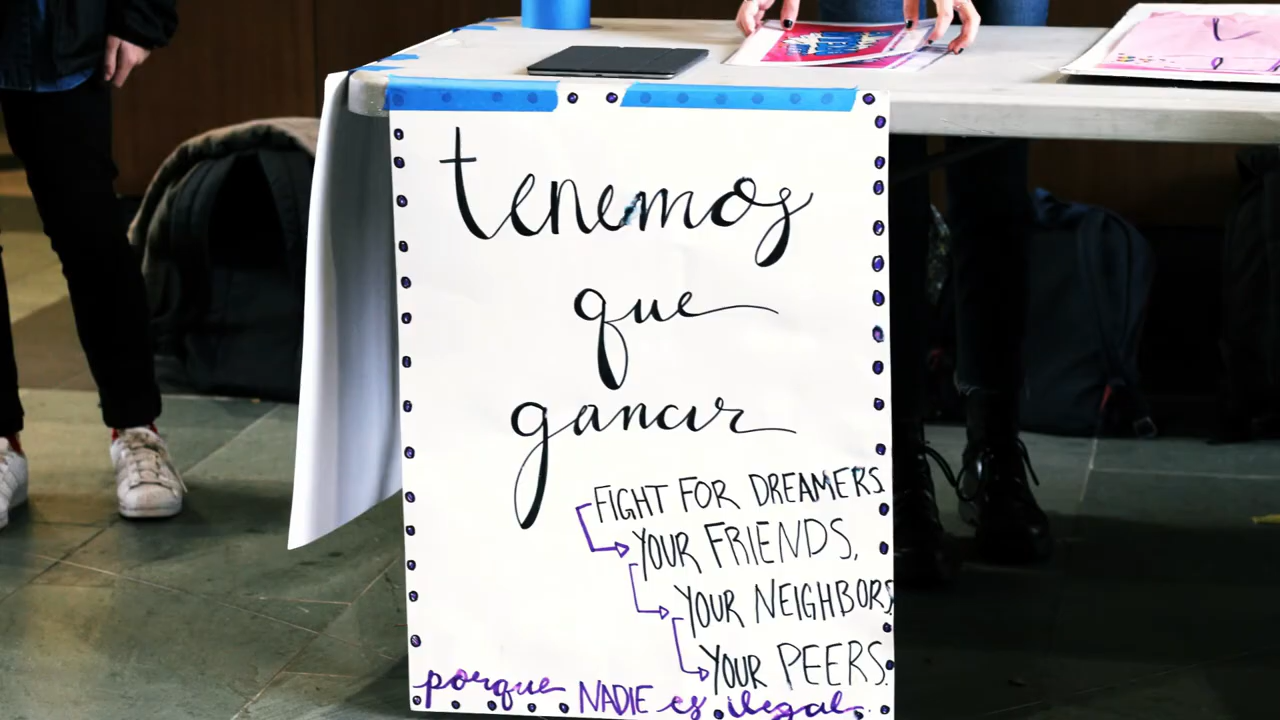 tenemos
que
ganar
FIGHT FOR DREAMERS.
YOUR FRIENDS,
YOUR NEIGHBORS,
YOUR PEERS.
porque NADIE es ilegal.